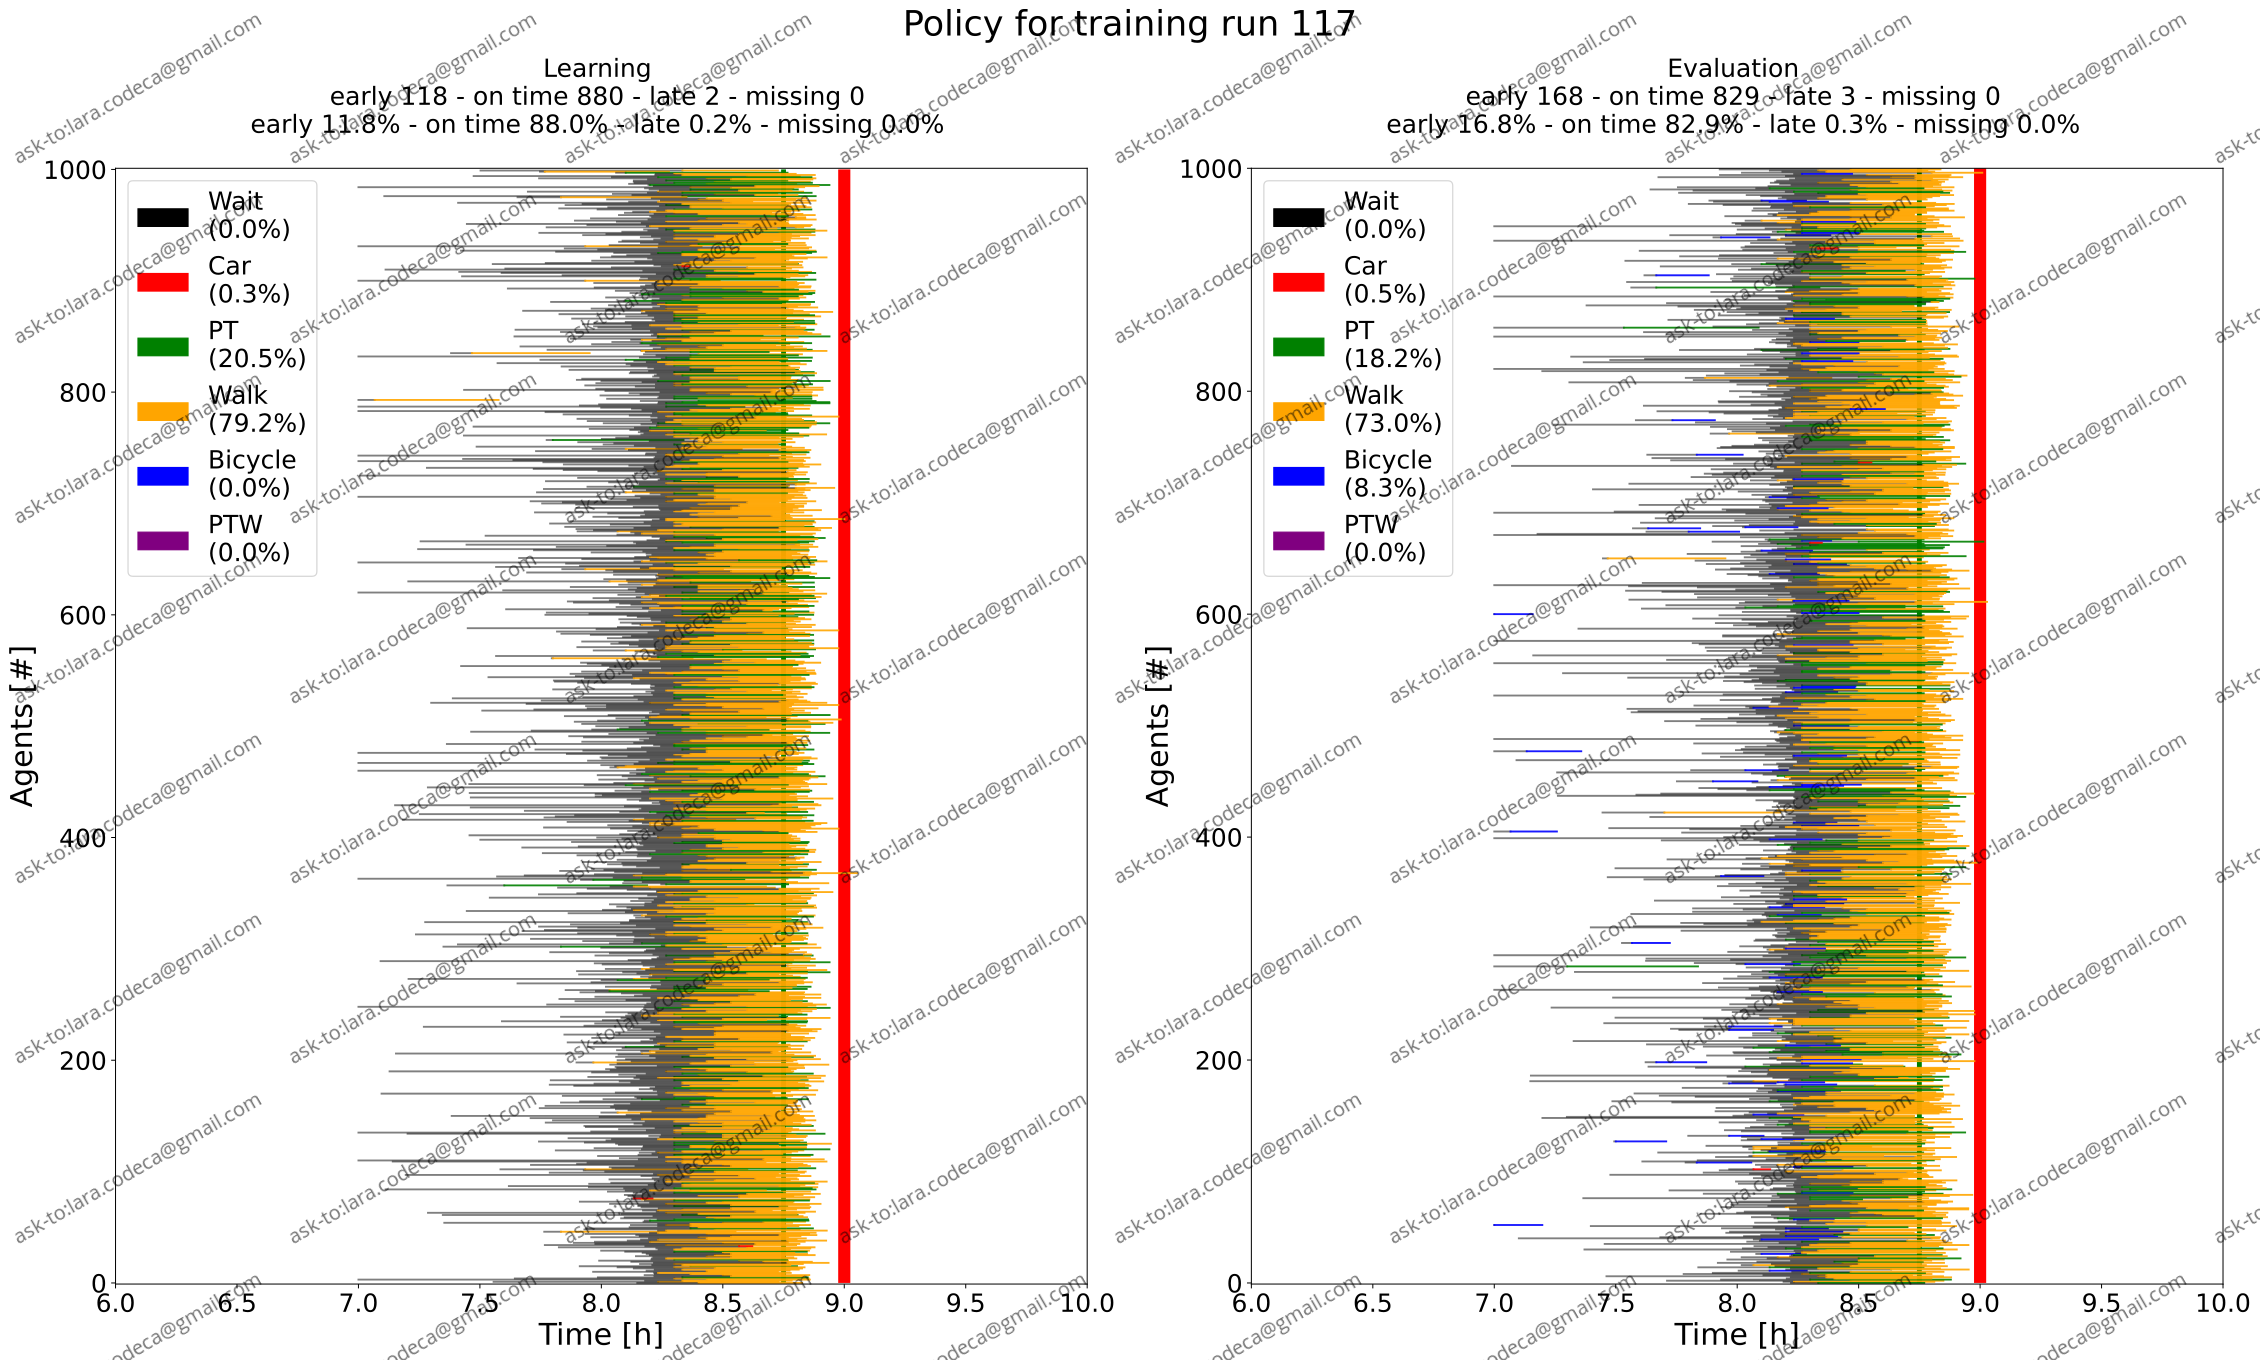 Policy for training run 117
Learning
early 118 - on time 880 - late 2 - missing 0
early 11.8% - on time 88.0% - late 0.2% - missing 0.0%
1000
800
600
400
200
0
Agents [#]
Wait
(0.0%)
Car
(0.3%)
PT
(20.5%)
Walk
(79.2%)
Bicycle
(0.0%)
PTW
(0.0%)
6.0 6.5 7.0 7.5 8.0 8.5 9.0 9.5 10.0
Time [h]
Evaluation
early 168 - on time 829 - late 3 - missing 0
early 16.8% - on time 82.9% - late 0.3% - missing 0.0%
1000
800
600
400
200
0
Agents [#]
Wait
(0.0%)
Car
(0.5%)
PT
(18.2%)
Walk
(73.0%)
Bicycle
(8.3%)
PTW
(0.0%)
6.0 6.5 7.0 7.5 8.0 8.5 9.0 9.5 10.0
Time [h]
ask-to:lara.codeca@gmail.com